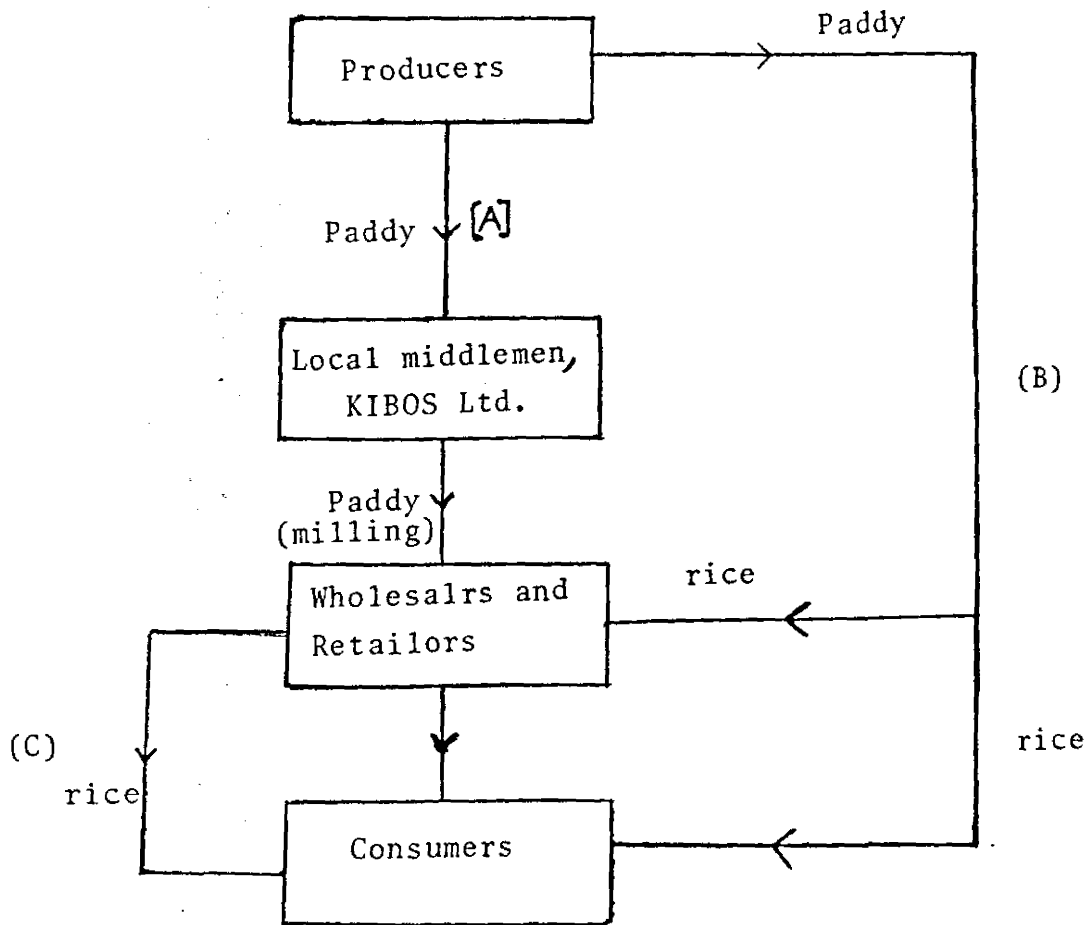 Paddy
Producers
Paddy [A]
Local middlemen,
KIBOS Ltd.
(B)
Paddy
(milling)
rice
Wholesalrs and
Retailors
(C)
rice
rice
Consumers